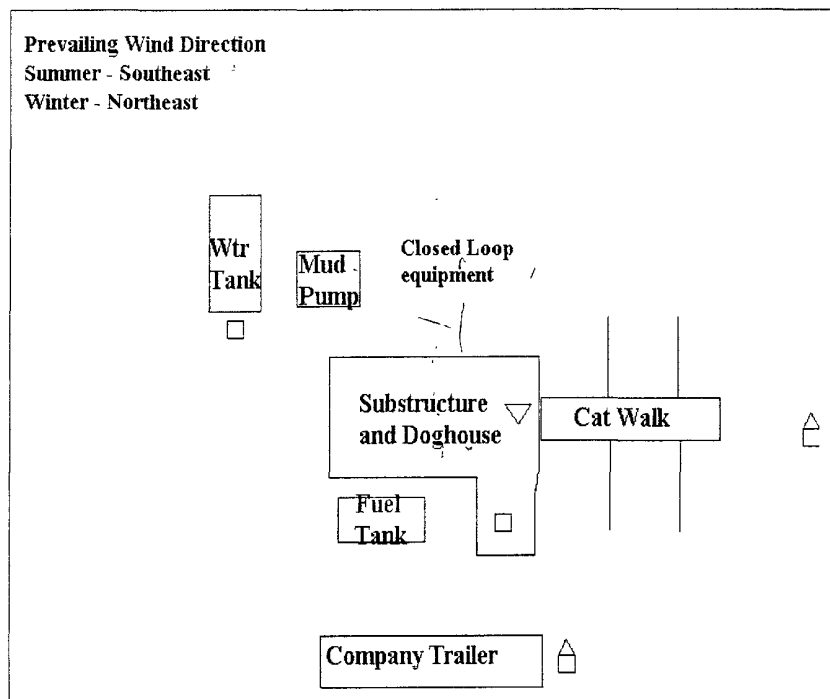 Prevailing Wind Direction
Summer - Southeast
Winter - Northeast
Wtr
Tank
Mud
Pump
Closed Loop
equipment
Substructure
and Doghouse
Cat Walk
Fuel
Tank
Company Trailer